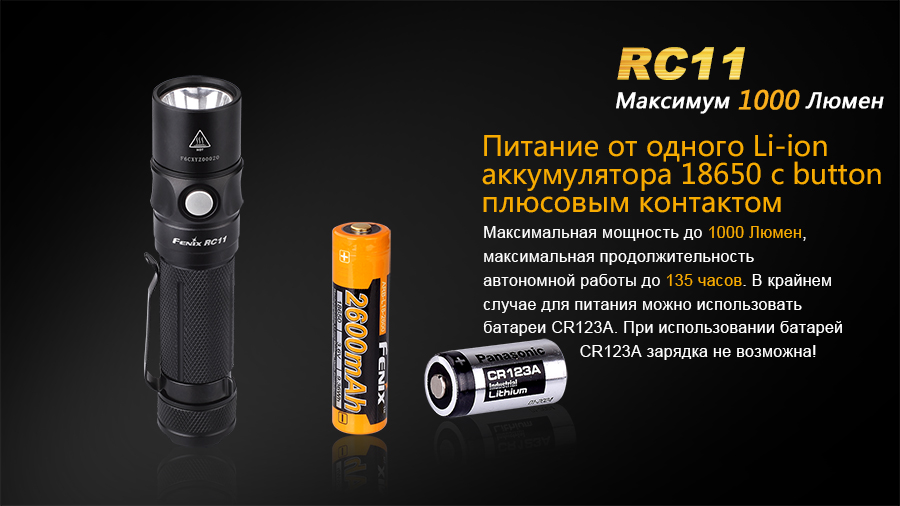 RC11
Максимум 1000 Люмен
Питание от одного Li-ion
аккумулятора 18650 с button
плюсовым контактом
Максимальная мощность до 1000 Люмен,
максимальная продолжительность
автономной работы до 135 часов. В крайнем
случае для питания можно использовать
батареи CR123A. При использовании батарей
CR123A зарядка не возможна!
HOT
FENIX RC11
2600mAh
FENIX
Panasonic
CR123A
Industrial
Lithium